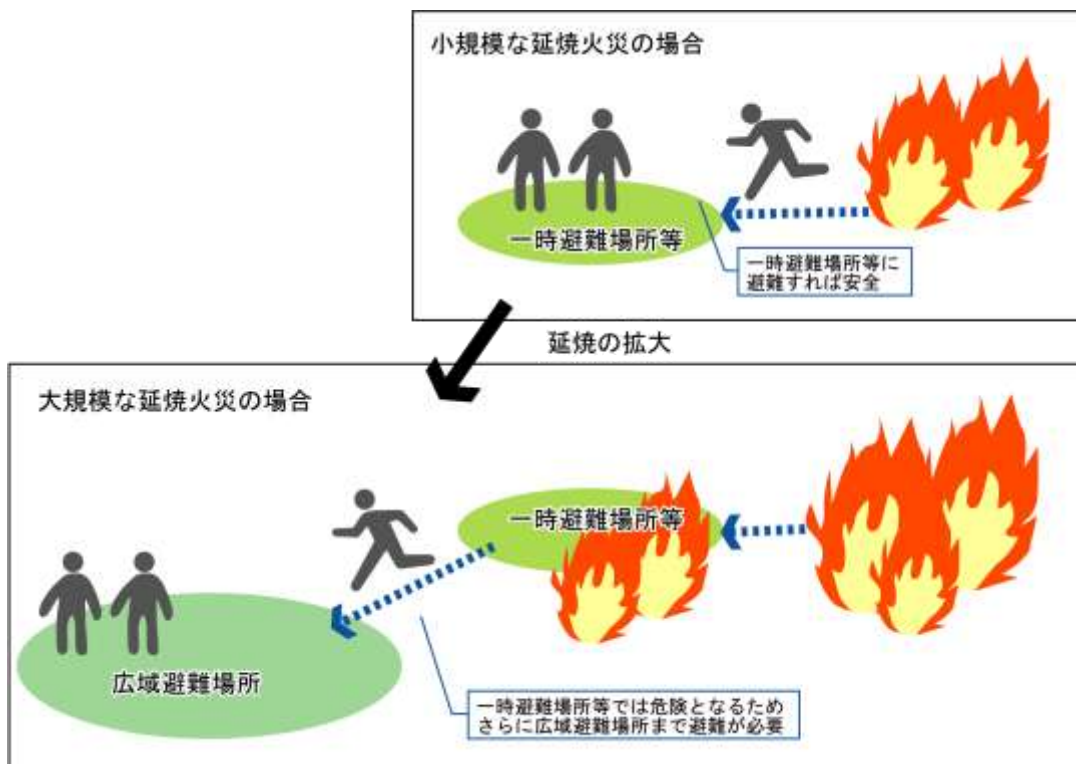 小規模な延焼火災の場合
一時避難場所等
一時避難場所等に
避難すれば安全
延焼の拡大
大規模な延焼火災の場合
一時避難場所等
広域避難場所
一時避難場所等では危険となるため
さらに広域避難場所まで避難が必要